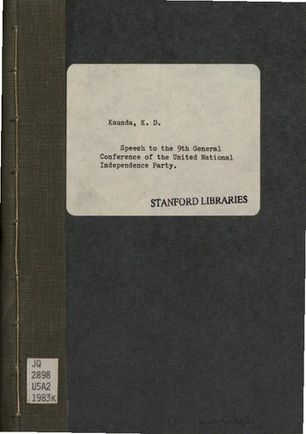 Kaunda, K. D.
Speech to the 9th General
Conference of the United National
Independence Party.
STANFORD LIBRARIES
JQ
2898
U5A2
1983K